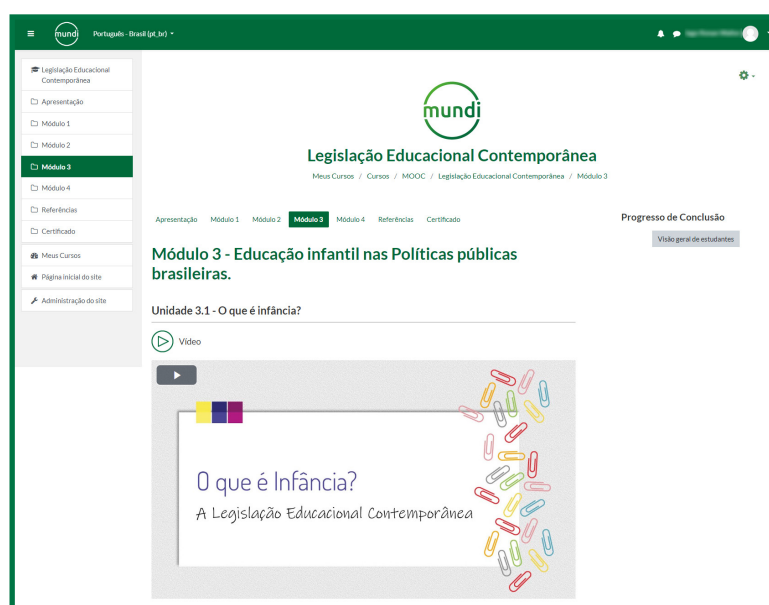 mundi
Português - Brasil (pt_br)
Legislação Educacional
Contemporânea
Apresentação
Módulo 1
Módulo 2
Módulo 3
Módulo 4
Referências
Certificado
Meus Cursos
Página inicial do site
Administração do site
mundi
Legislação Educacional Contemporânea
Meus Cursos / Cursos / MOOC / Legislação Educacional Contemporânea / Módulo 3
Apresentação Módulo 1 Módulo 2 Módulo 3 Módulo 4 Referências Certificado
Módulo 3 - Educação infantil nas Políticas públicas
brasileiras.
Unidade 3.1 - O que é infância?
Vídeo
O que é Infância?
A Legislação Educacional Contemporânea
Progresso de Conclusão
Visão geral de estudantes